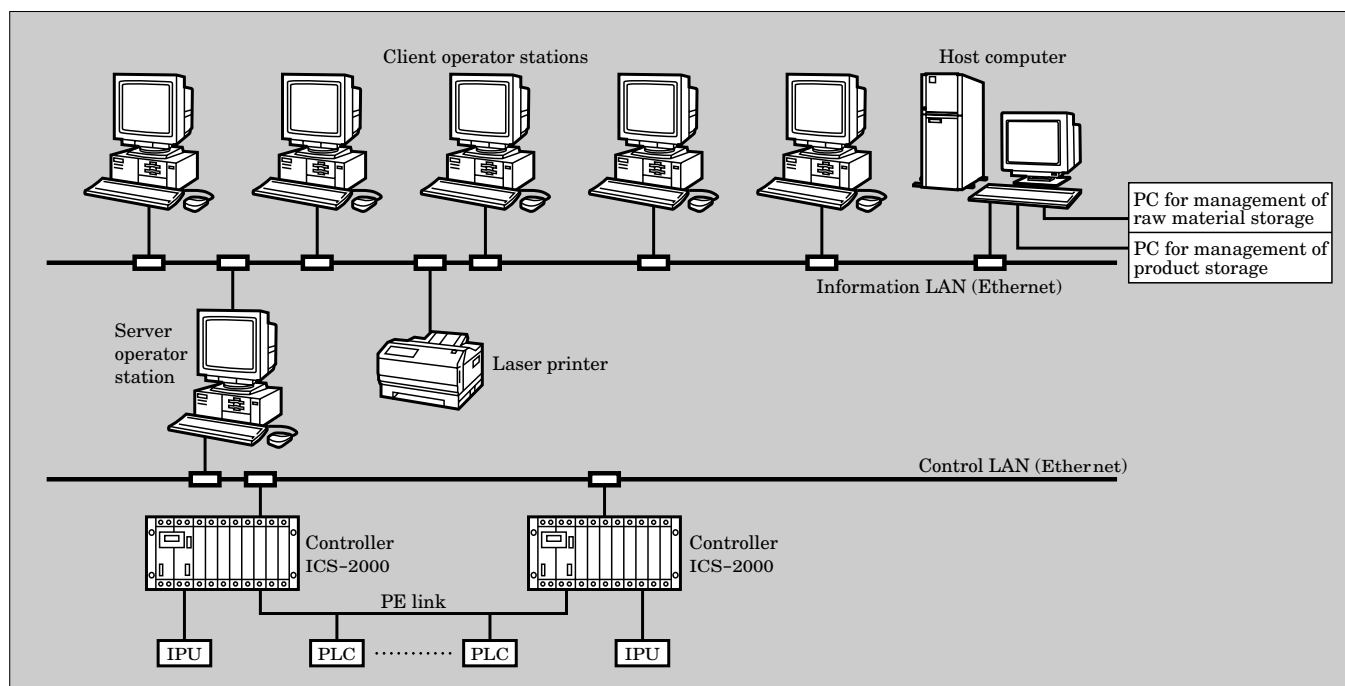 Client operator stations
Host computer
PC for management of
raw material storage
PC for management of
product storage
Information LAN (Ethernet)
Server
operator
station
Laser printer
Control LAN (Ethernet)
Controller
ICS-2000
Controller
ICS-2000
PE link
IPU
PLC
PLC
IPU